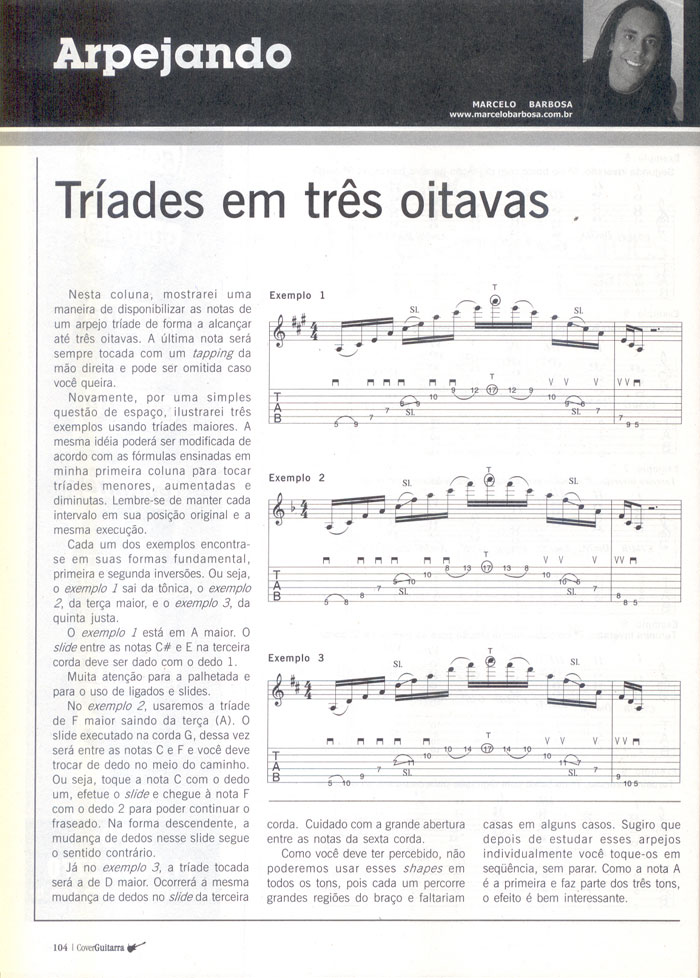 Arpejando
MARCELO BARBOSA
www.marcelobarbosa.com.br
Tríades em três oitavas
Nesta coluna, mostrarei uma
maneira de disponibilizar as notas de
um arpejo tríade de forma a alcançar
até três oitavas. A última nota será
sempre tocada com um tapping da
mão direita e pode ser omitida caso
você queira.
Novamente, por uma simples
questão de espaço, ilustrarei três
exemplos usando tríades maiores. A
mesma idéia poderá ser modificada de
acordo com as fórmulas ensinadas em
minha primeira coluna para tocar
tríades menores, aumentadas e
diminutas. Lembre-se de manter cada
intervalo em sua posição original e a
mesma execução.
Cada um dos exemplos encontra-
se em suas formas fundamental,
primeira e segunda inversões. Ou seja,
o exemplo 1 sai da tônica, o exemplo
2, da terça maior, e o exemplo 3, da
quinta justa.
O exemplo 1 está em A maior. O
slide entre as notas C# e E na terceira
corda deve ser dado com o dedo 1.
Muita atenção para a palhetada e
para o uso de ligados e slides.
No exemplo 2, usaremos a tríade
de F maior saindo da terça (A). O
slide executado na corda G, dessa vez
será entre as notas C e F e você deve
trocar de dedo no meio do caminho.
Ou seja, toque a nota C com o dedo
um, efetue o slide e chegue à nota F
com o dedo 2 para poder continuar o
fraseado. Na forma descendente, a
mudança de dedos nesse slide segue
o sentido contrário.
Já no exemplo 3, a tríade tocada
será a de D maior. Ocorrerá a mesma
mudança de dedos no slide da terceira
Exemplo 1
T
SL SL
4
4
T
V V V V V
T
A
B
5 9 7 7 6 9 10 9 12 17 12 9 10 9 6 7 7 9 5
SL SL
Exemplo 2
T
SL SL
4
4
T
V V V V V
T
A
B
5 8 8 7 5 10 10 8 13 17 13 8 10 10 5 7 8 8 5
SL SL
Exemplo 3
T
SL SL
4
4
T
V V V V V
T
A
B
5 10 9 7 7 11 10 10 14 17 14 10 10 11 7 7 9 10 5
SL SL
corda. Cuidado com a grande abertura
entre as notas da sexta corda.
Como você deve ter percebido, não
poderemos usar esses shapes em
todos os tons, pois cada um percorre
grandes regiões do braço e faltariam
casas em alguns casos. Sugiro que
depois de estudar esses arpejos
individualmente você toque-os em
seqüência, sem parar. Como a nota A
é a primeira e faz parte dos três tons,
o efeito é bem interessante.
104 | CoverGuitarra